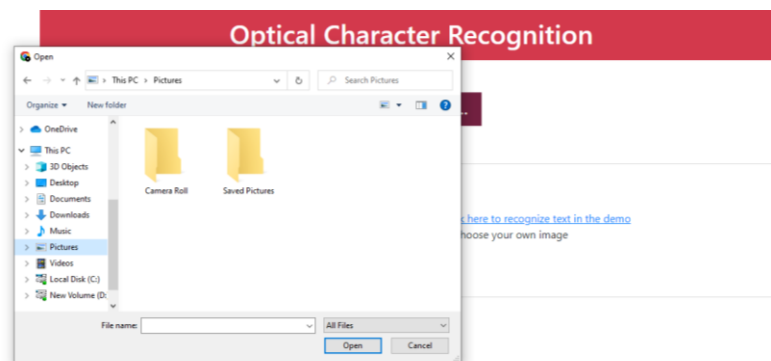 Optical Character Recognition
Open
This PC > Pictures
Search Pictures
Organize
New folder
OneDrive
This PC
3D Objects
Desktop
Documents
Downloads
Music
Pictures
Videos
Local Disk (C:)
New Volume (D:
Camera Roll
Saved Pictures
here to recognize text in the demo
hoose your own image
File name:
All Files
Open
Cancel